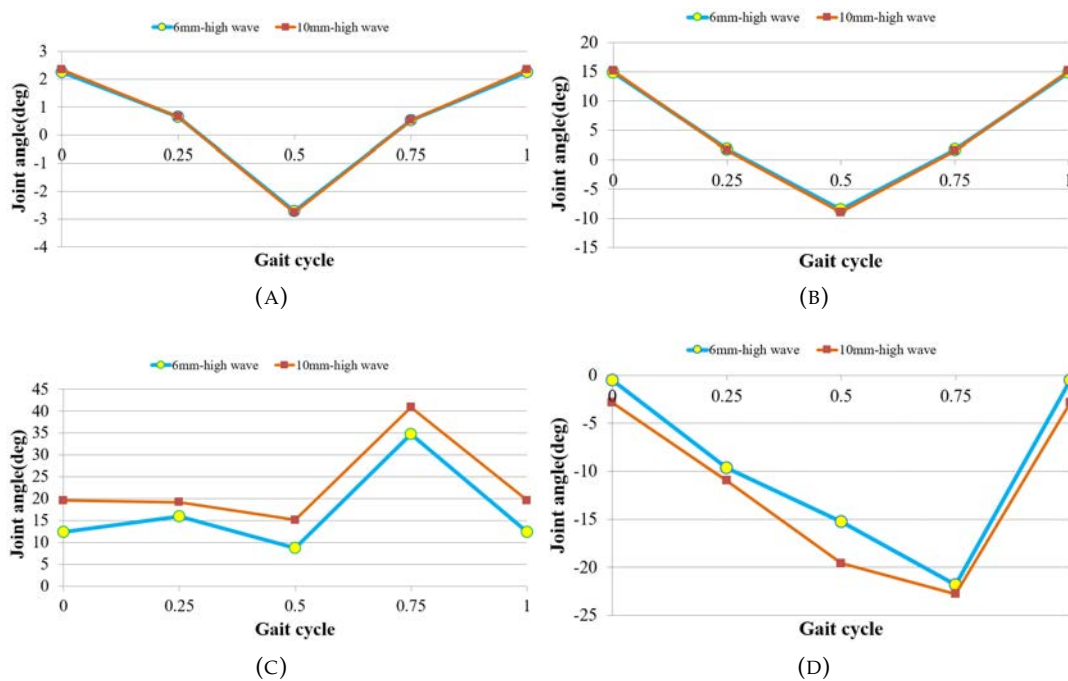 6mm-high wave 10mm-high wave
3
2
1
0
-1
-2
-3
-4
0 0.25 0.5 0.75 1
Joint angle(deg)
Gait cycle
(A)
6mm-high wave 10mm-high wave
20
15
10
5
0
-5
-10
-15
0 0.25 0.5 0.75 1
Joint angle(deg)
Gait cycle
(B)
6mm-high wave 10mm-high wave
45
40
35
30
25
20
15
10
5
0
0 0.25 0.5 0.75 1
Joint angle(deg)
Gait cycle
(C)
6mm-high wave 10mm-high wave
0
-5
-10
-15
-20
-25
0 0.25 0.5 0.75
Joint angle(deg)
Gait cycle
(D)